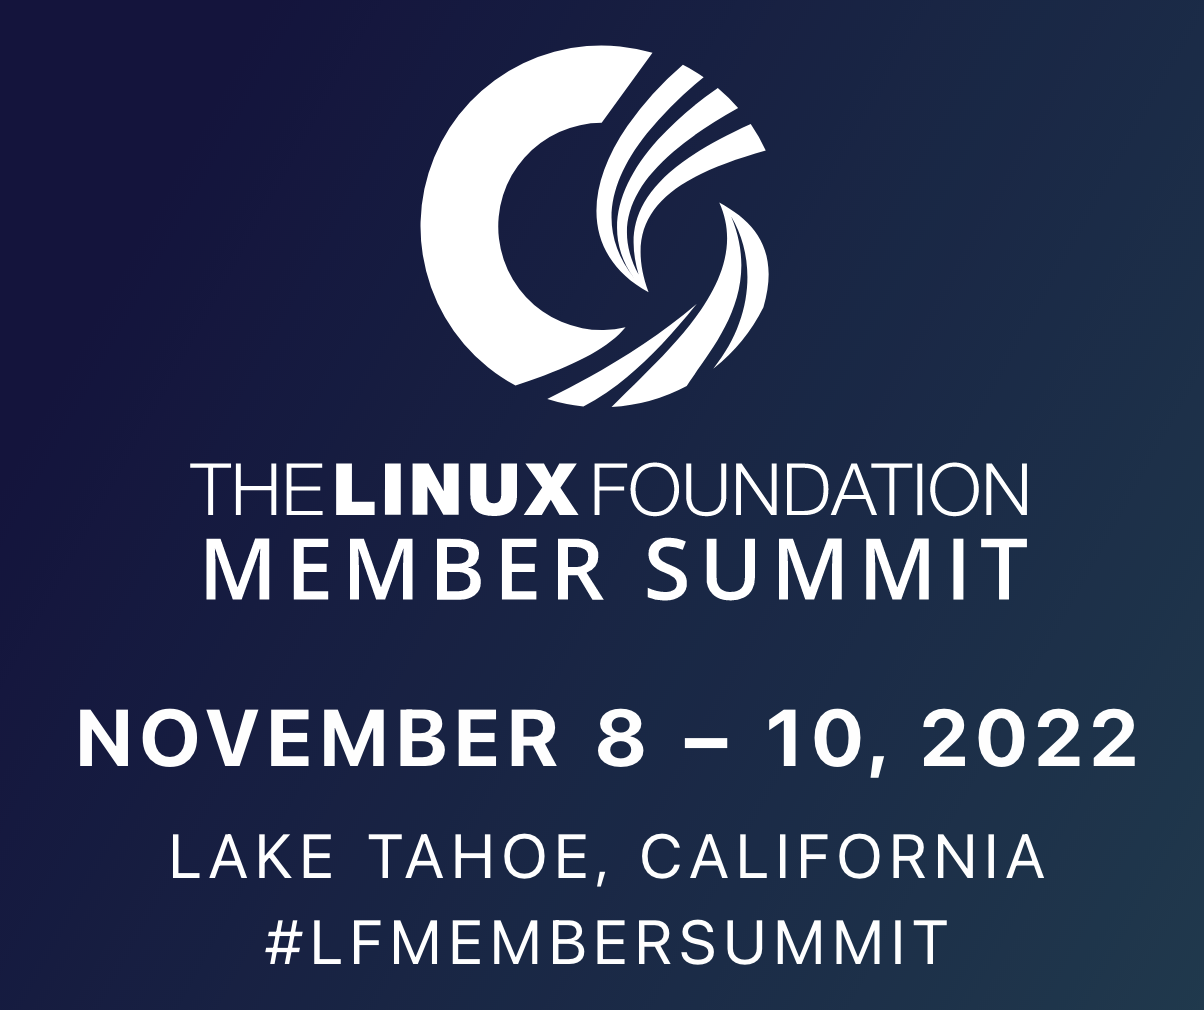 THE LINUX FOUNDATION
MEMBER SUMMIT
NOVEMBER 8 – 10, 2022
LAKE TAHOE, CALIFORNIA
#LFMEMBERSUMMIT